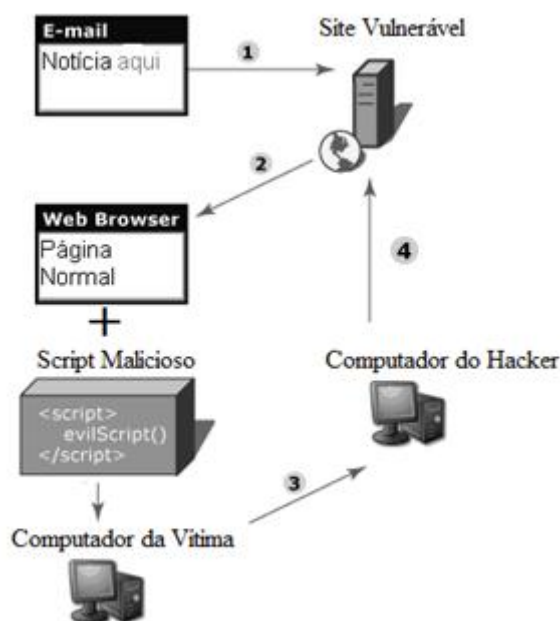 E-mail
Notícia aqui
Site Vulnerável
1
2
Web Browser
Página
Normal
4
+
Script Malicioso
Computador do Hacker
<script>
evilScript()
</script>
3
Computador da Vítima